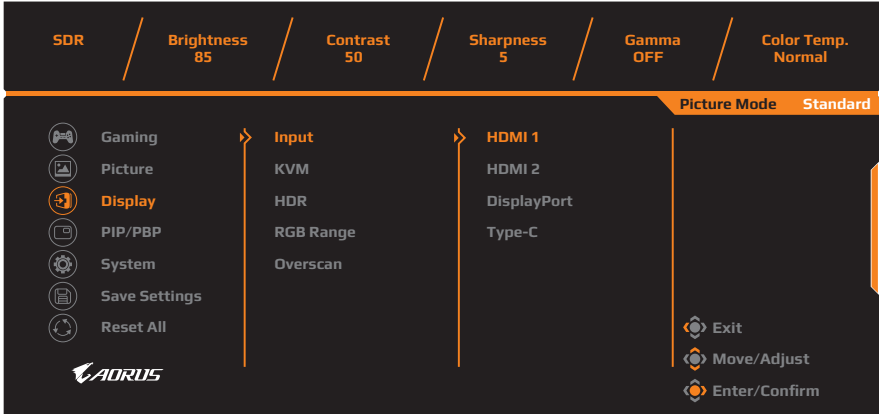 SDR
Brightness
85
Contrast
50
Sharpness
5
Gamma
OFF
Color Temp.
Normal
Picture Mode Standard
Gaming Input HDMI 1
Picture KVM HDMI 2
Display HDR DisplayPort
PIP/PBP RGB Range Type-C
System Overscan
Save Settings
Reset All
Exit
Move/Adjust
Enter/Confirm
AORUS